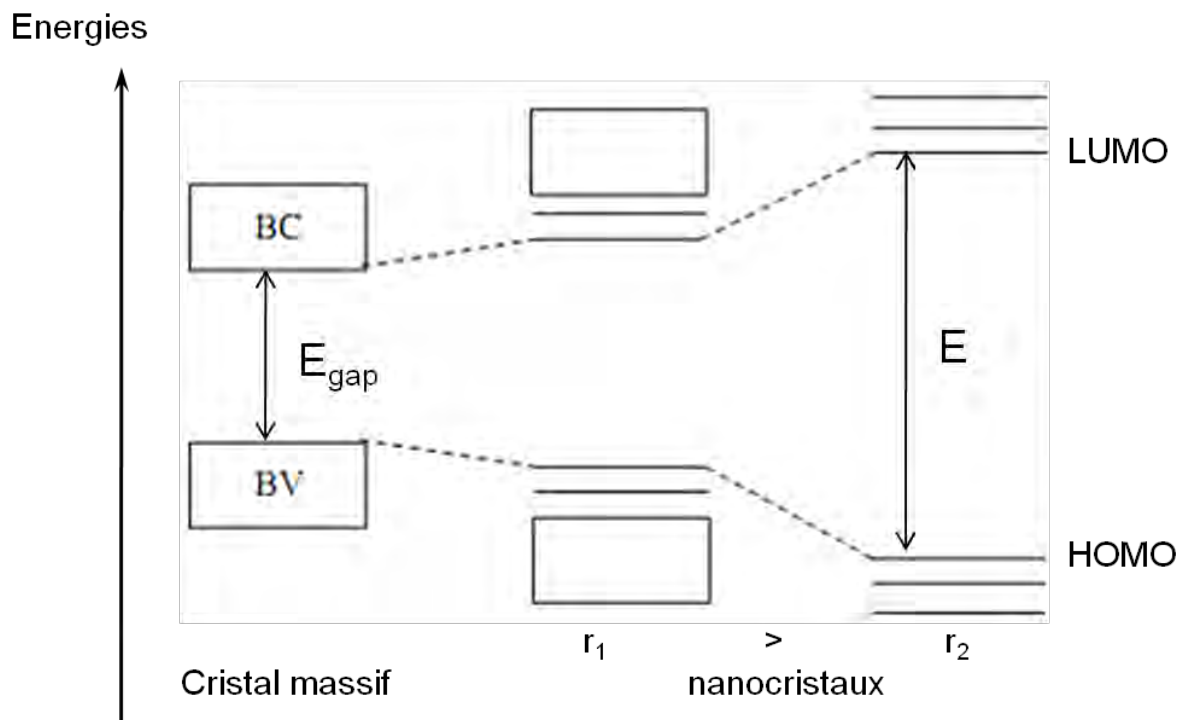 Energies
LUMO
BC
E
Egap
BV
HOMO
r1 > r2
Cristal massif nanocristaux